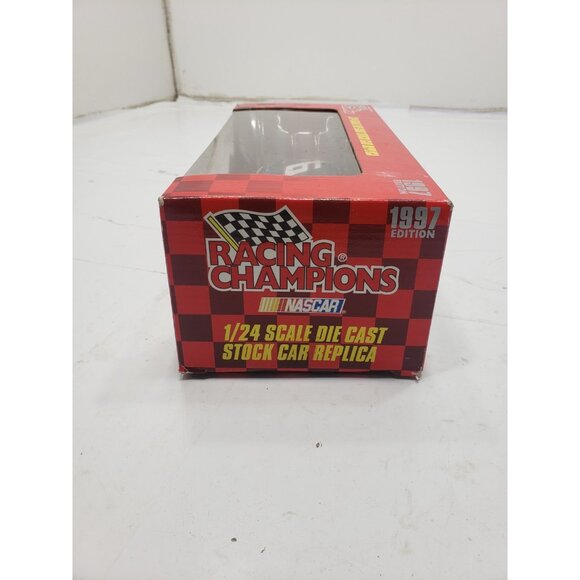 1997
EDITION
RACING®
CHAMPIONS
NASCAR
1/24 SCALE DIE CAST
STOCK CAR REPLICA